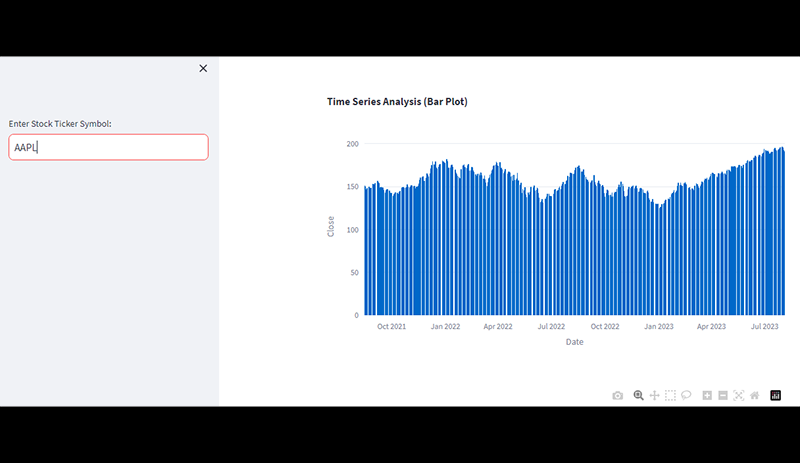 Enter Stock Ticker Symbol:
AAPL
Time Series Analysis (Bar Plot)
200
150
100
50
0
Close
Oct 2021 Jan 2022 Apr 2022 Jul 2022 Oct 2022 Jan 2023 Apr 2023 Jul 2023
Date